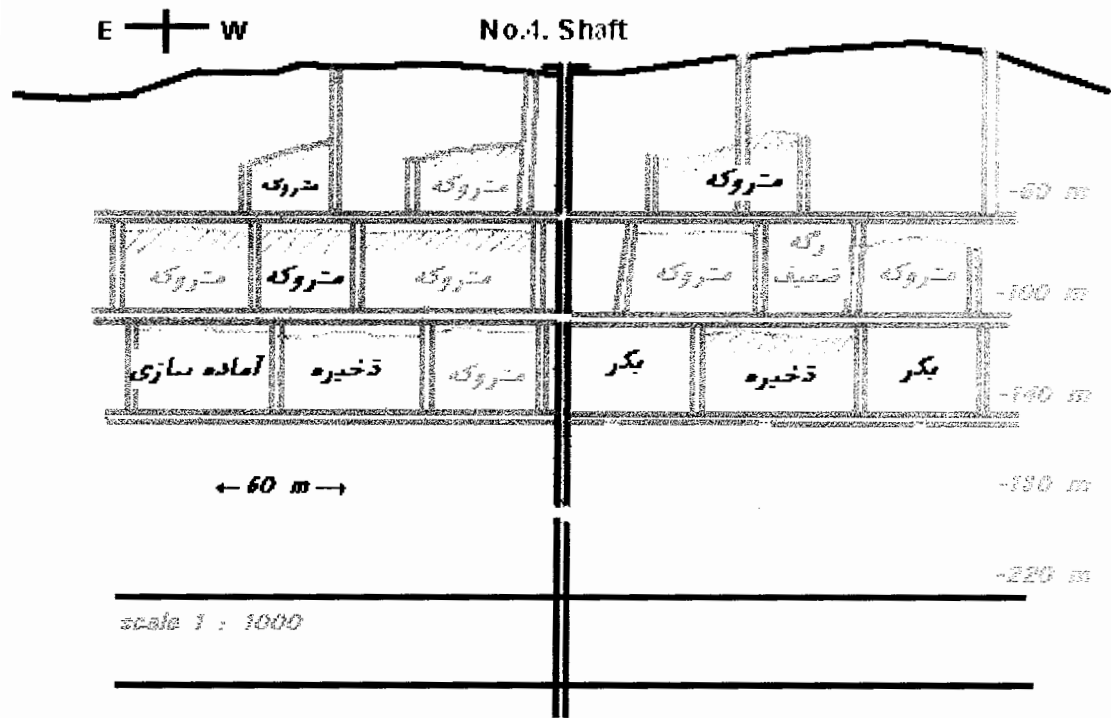 E W
No.4. Shaft
متروکه
متروکه
متروکه
-60 m
متروکه
متروکه
متروکه
متروکه
رگه
ضعیف
متروکه
-100 m
آماده سازی
ذخیره
متروکه
بکر
ذخیره
بکر
-140 m
← 60 m →
-180 m
-220 m
scale 1 : 1000